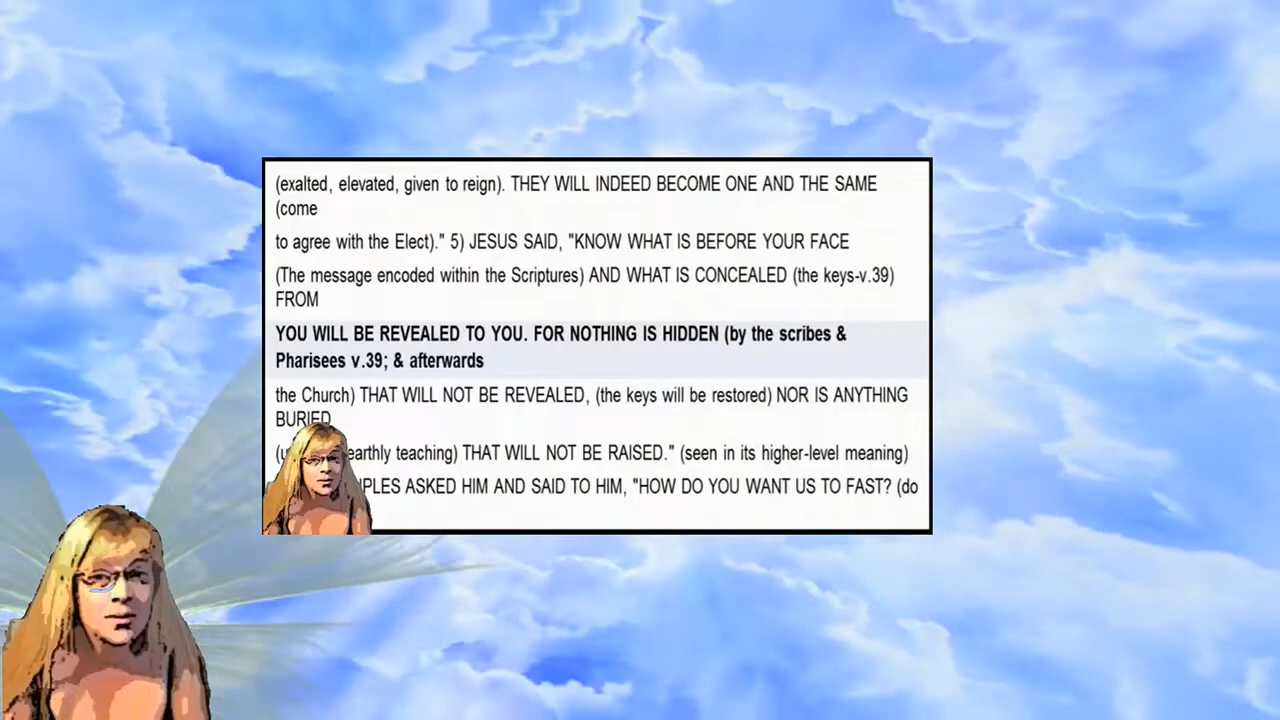 (exalted, elevated, given to reign). THEY WILL INDEED BECOME ONE AND THE SAME
(come
to agree with the Elect)." 5) JESUS SAID, "KNOW WHAT IS BEFORE YOUR FACE
(The message encoded within the Scriptures) AND WHAT IS CONCEALED (the keys-v.39)
FROM
YOU WILL BE REVEALED TO YOU. FOR NOTHING IS HIDDEN (by the scribes &
Pharisees v.39; & afterwards
the Church) THAT WILL NOT BE REVEALED, (the keys will be restored) NOR IS ANYTHING
BURIED
earthly teaching) THAT WILL NOT BE RAISED." (seen in its higher-level meaning)
ASKED HIM AND SAID TO HIM, "HOW DO YOU WANT US TO FAST? (do